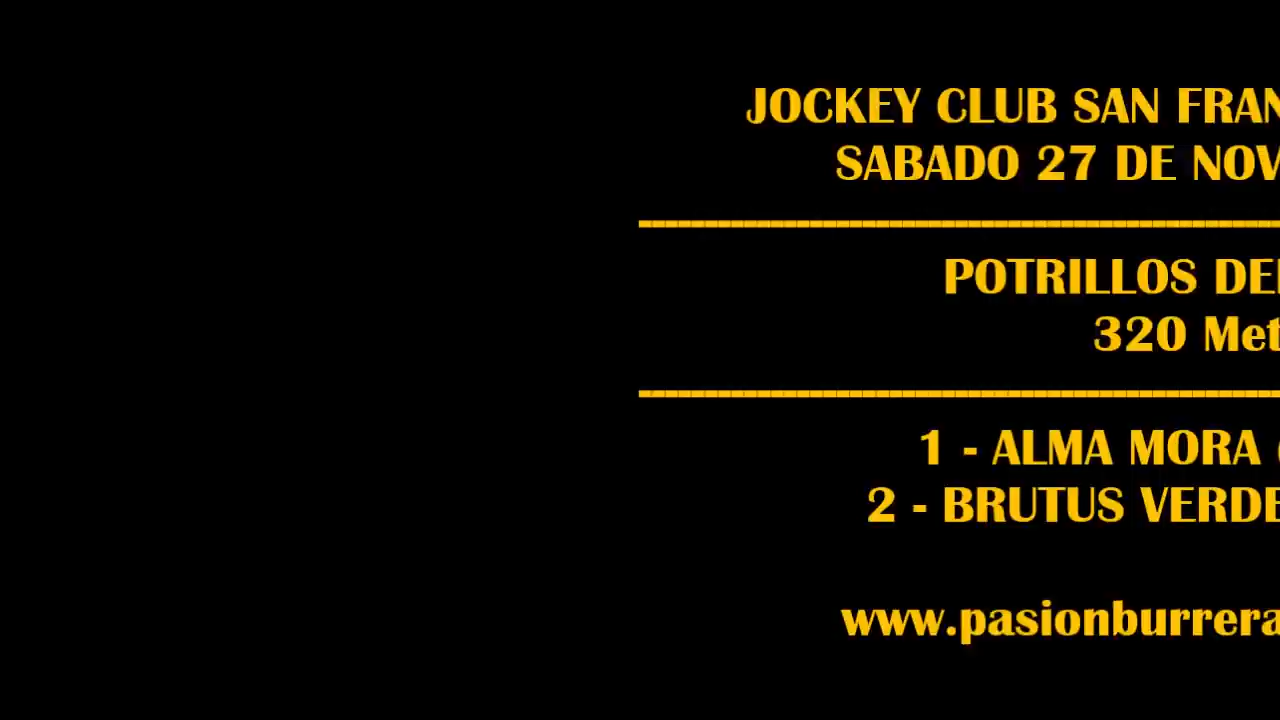 JOCKEY CLUB SAN FRAN
SABADO 27 DE NOV
POTRILLOS DE
320 Met
1 - ALMA MORA (
2 - BRUTUS VERDE
www.pasionburrera